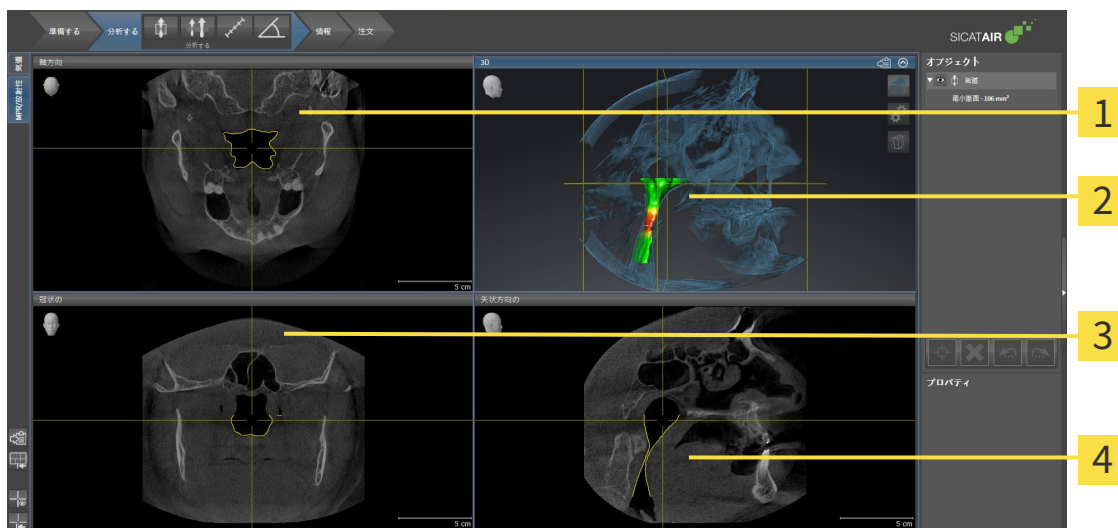 準備する
分析する
分析する
情報
注文
SICATAIR
気道
MPR/放射性
軸方向
3D
オブジェクト
気道
最小断面 - 106 mm²
1
2
5 cm
冠状の
矢状方向の
3
プロパティ
4
5 cm
5 cm